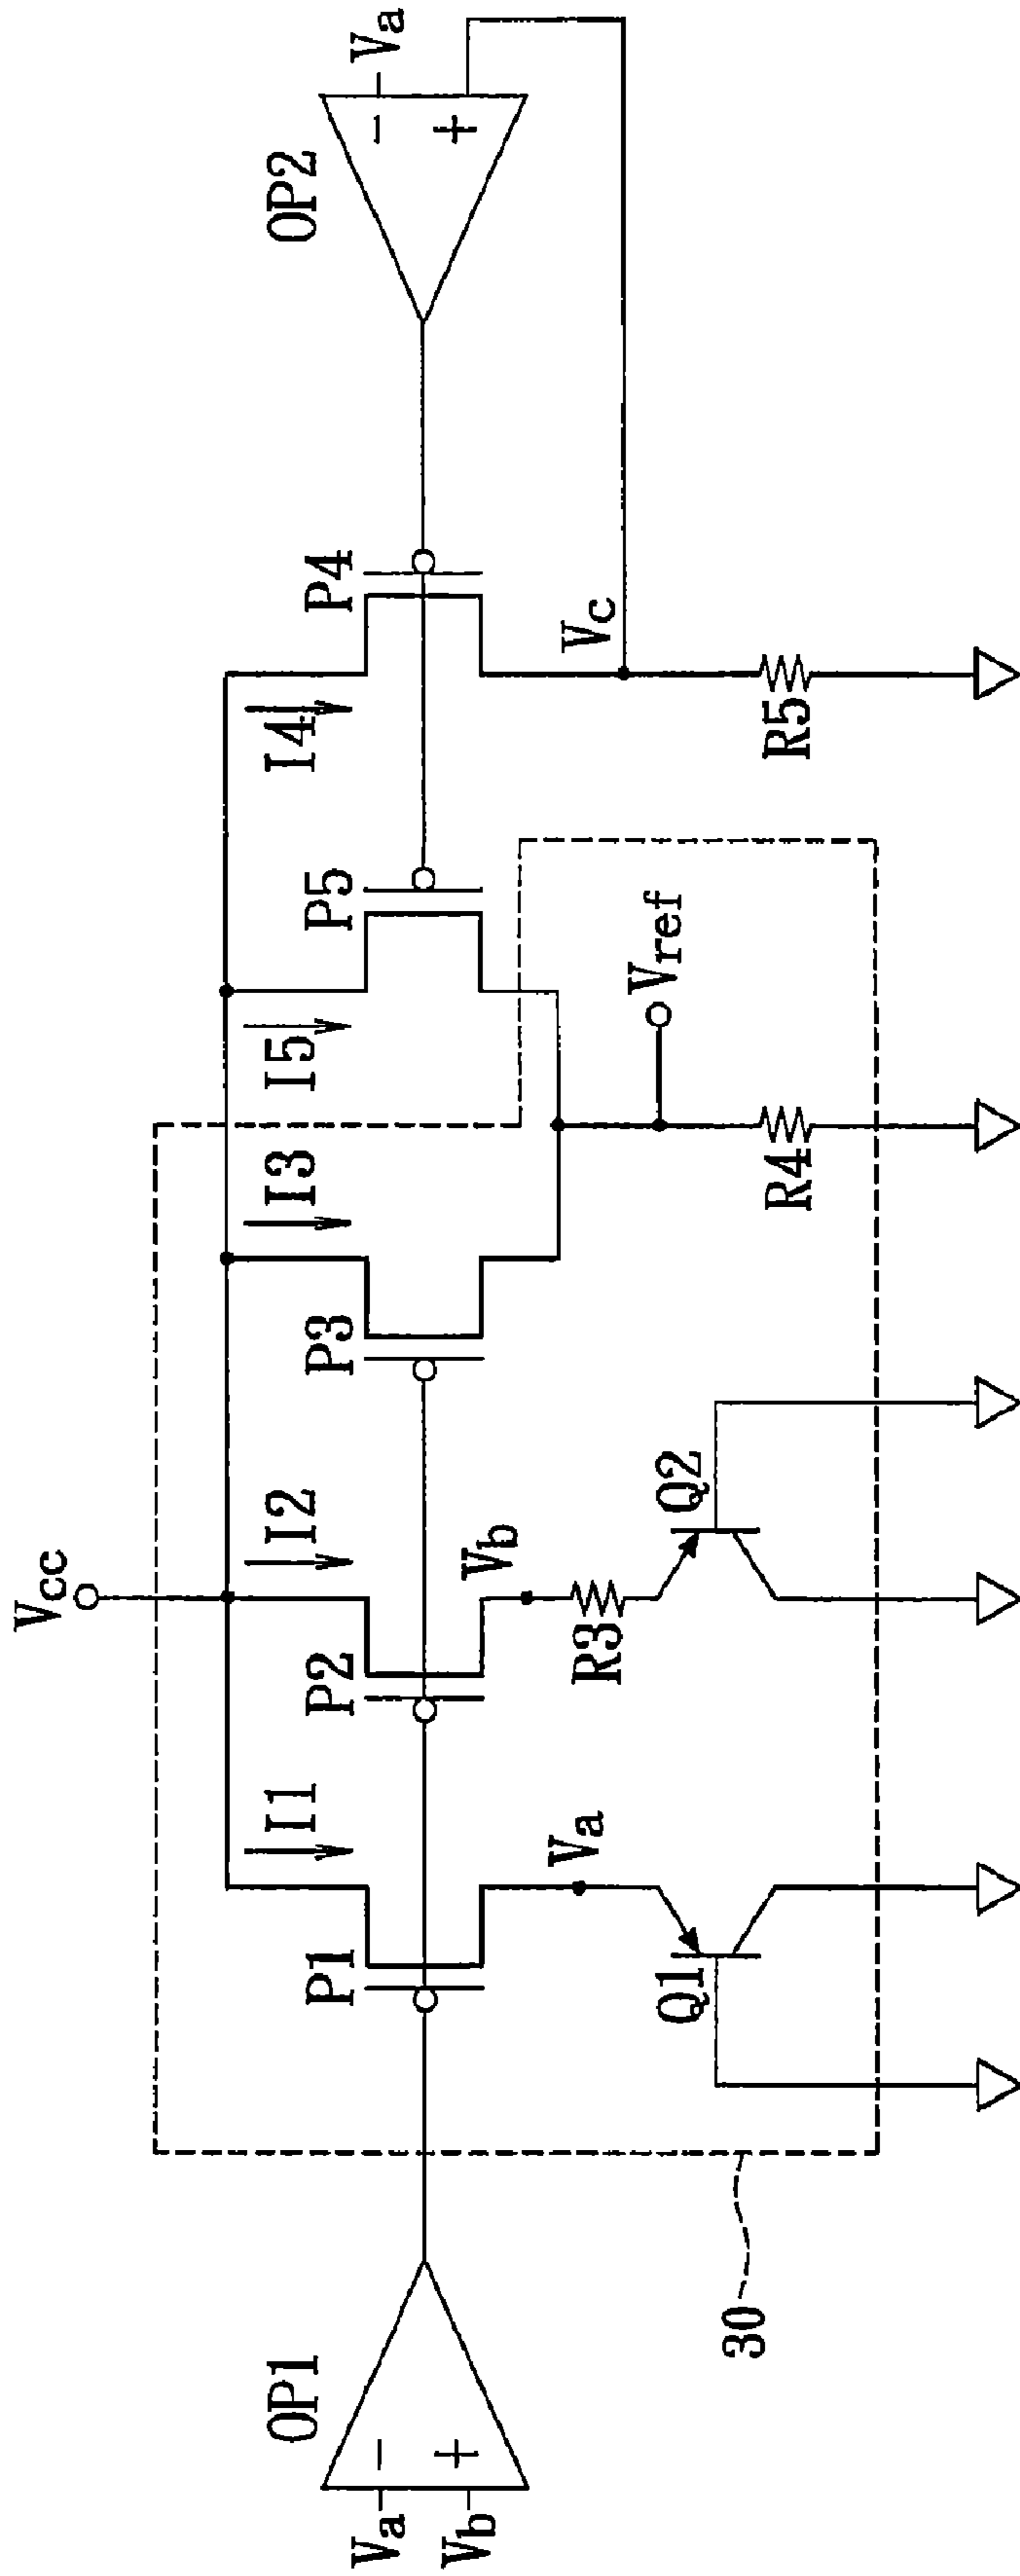 Vcc
I1
I2
I3
I5
I4
OP1
P1
P2
P3
P5
P4
OP2
Va
−
Vb
+
−
Va
+
Va
Vb
Vc
Vref
Q1
R3
Q2
R4
R5
30